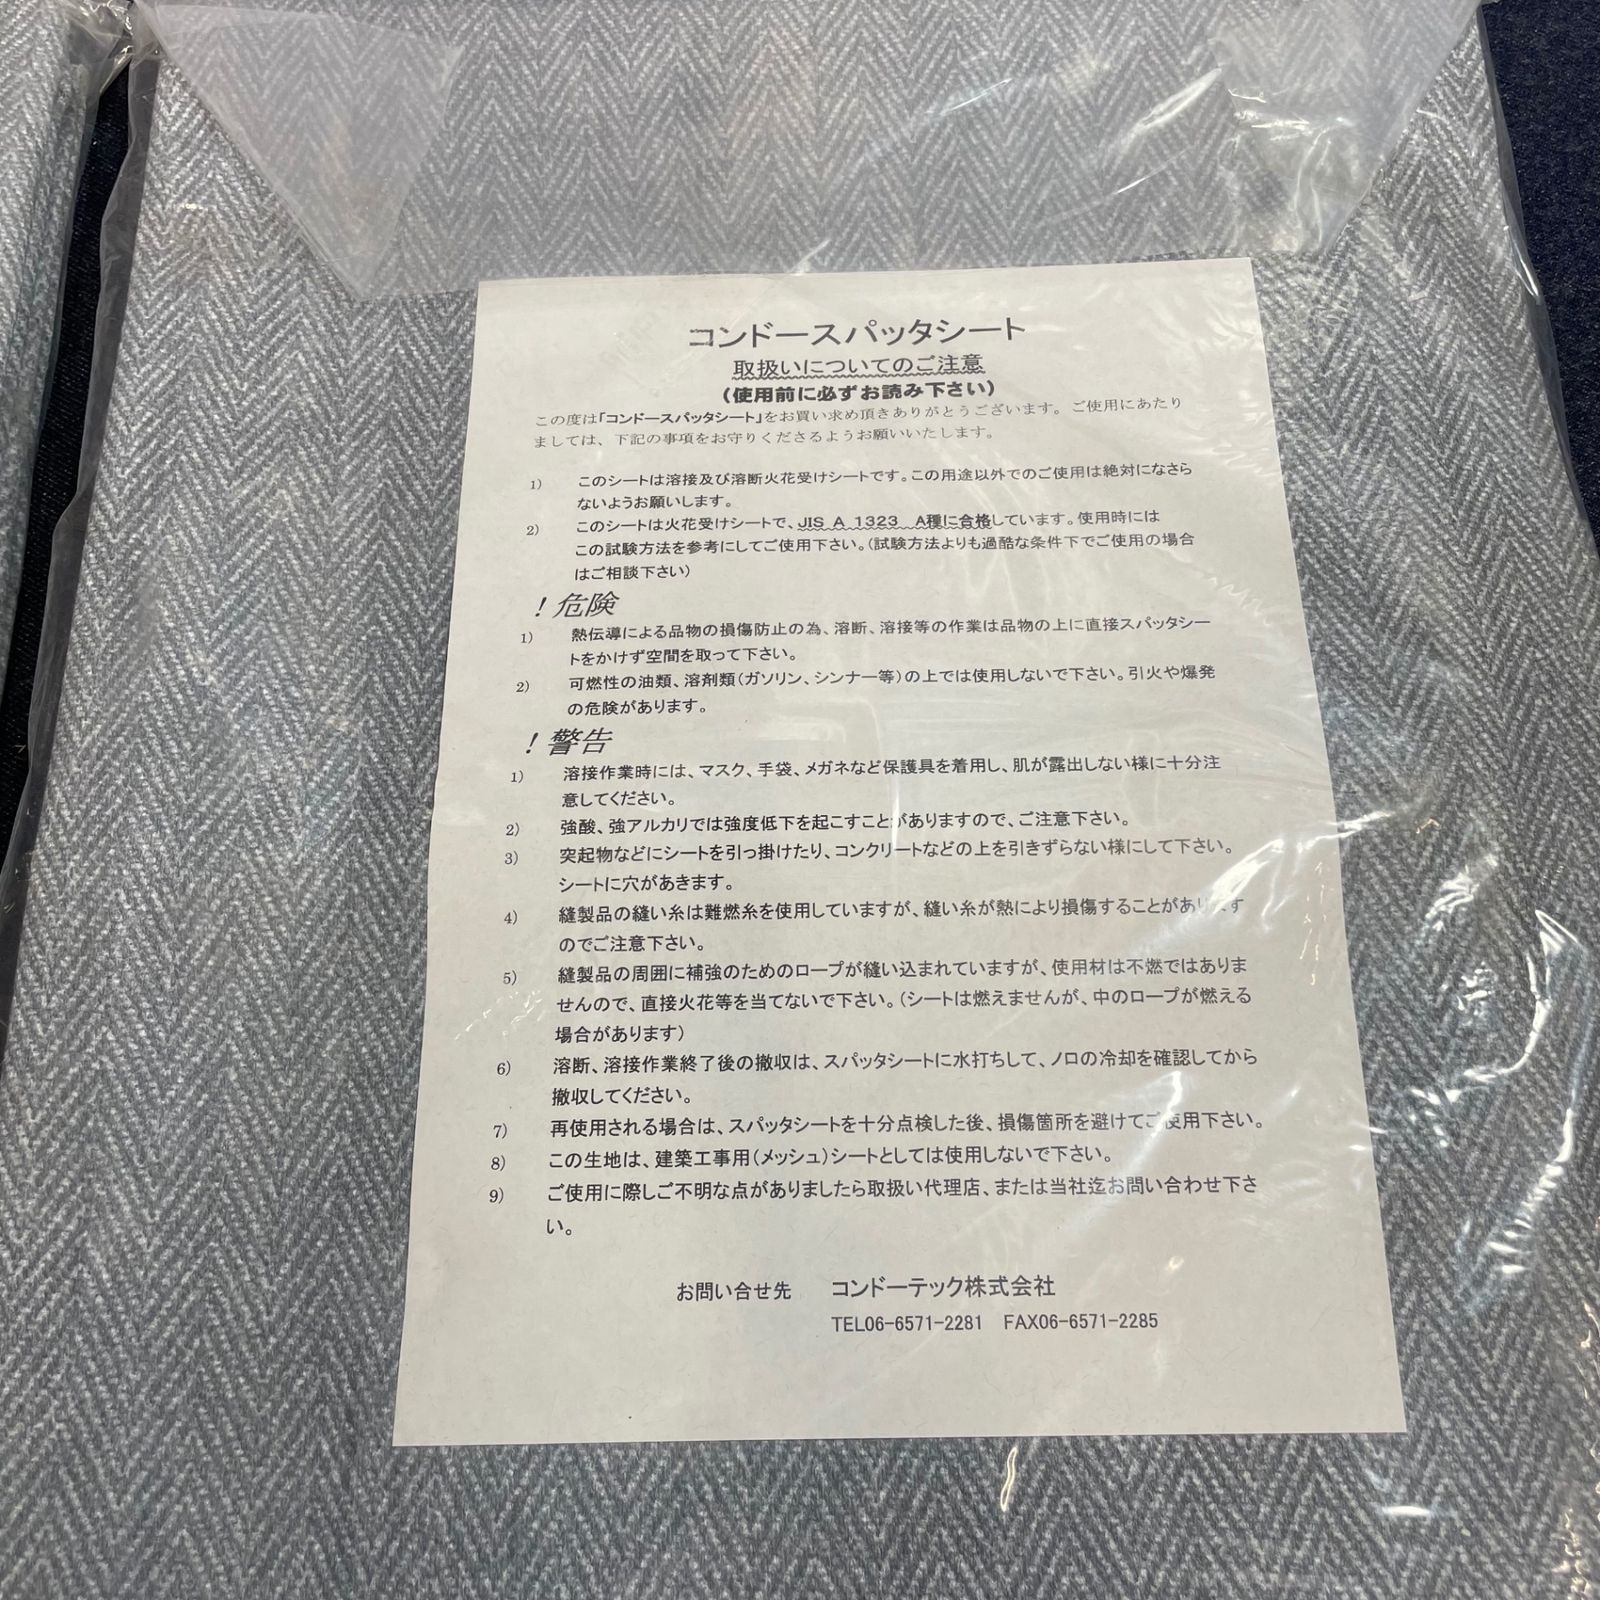 コンドースパッタシート
取扱いについてのご注意
(使用前に必ずお読み下さい)
この度は「コンドースパッタシート」をお買い求め頂きありがとうございます。ご使用にあたり
ましては、下記の事項をお守りくださるようお願いいたします。
1) このシートは溶接及び溶断火花受けシートです。この用途以外でのご使用は絶対になさら
ないようお願いします。
2) このシートは火花受けシートで、JIS A 1323 A種に合格しています。使用時には
この試験方法を参考にしてご使用下さい。(試験方法よりも過酷な条件下でご使用の場合
はご相談下さい)
!危険
1) 熱伝導による品物の損傷防止の為、溶断、溶接等の作業は品物の上に直接スパッタシー
トをかけず空間を取って下さい。
2) 可燃性の油類、溶剤類(ガソリン、シンナー等)の上では使用しないで下さい。引火や爆発
の危険があります。
!警告
1) 溶接作業時には、マスク、手袋、メガネなど保護具を着用し、肌が露出しない様に十分注
意してください。
2) 強酸、強アルカリでは強度低下を起こすことがありますので、ご注意下さい。
3) 突起物などにシートを引っ掛けたり、コンクリートなどの上を引きずらない様にして下さい。
シートに穴があきます。
4) 縫製品の縫い糸は難燃糸を使用していますが、縫い糸が熱により損傷することがあります
のでご注意下さい。
5) 縫製品の周囲に補強のためのロープが縫い込まれていますが、使用材は不燃ではありま
せんので、直接火花等を当てないで下さい。(シートは燃えませんが、中のロープが燃える
場合があります)
6) 溶断、溶接作業終了後の撤収は、スパッタシートに水打ちして、ノロの冷却を確認してから
撤収してください。
7) 再使用される場合は、スパッタシートを十分点検した後、損傷箇所を避けてご使用下さい。
8) この生地は、建築工事用(メッシュ)シートとしては使用しないで下さい。
9) ご使用に際しご不明な点がありましたら取扱い代理店、または当社迄お問い合わせ下さ
い。
お問い合せ先 コンドーテック株式会社
TEL06-6571-2281 FAX06-6571-2285